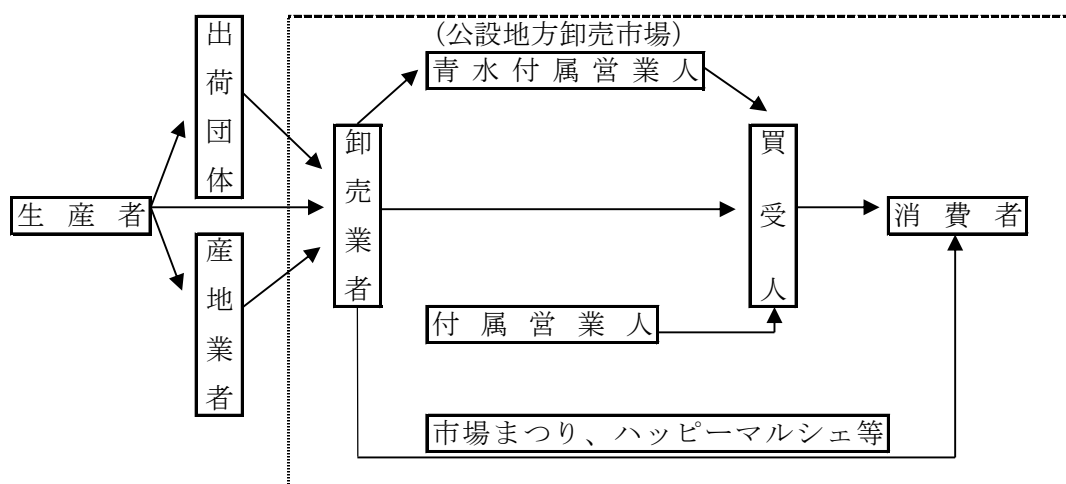 (公設地方卸売市場)
出荷団体
青水付属営業人
卸売業者
買受人
生産者
消費者
産地業者
付属営業人
市場まつり、ハッピーマルシェ等